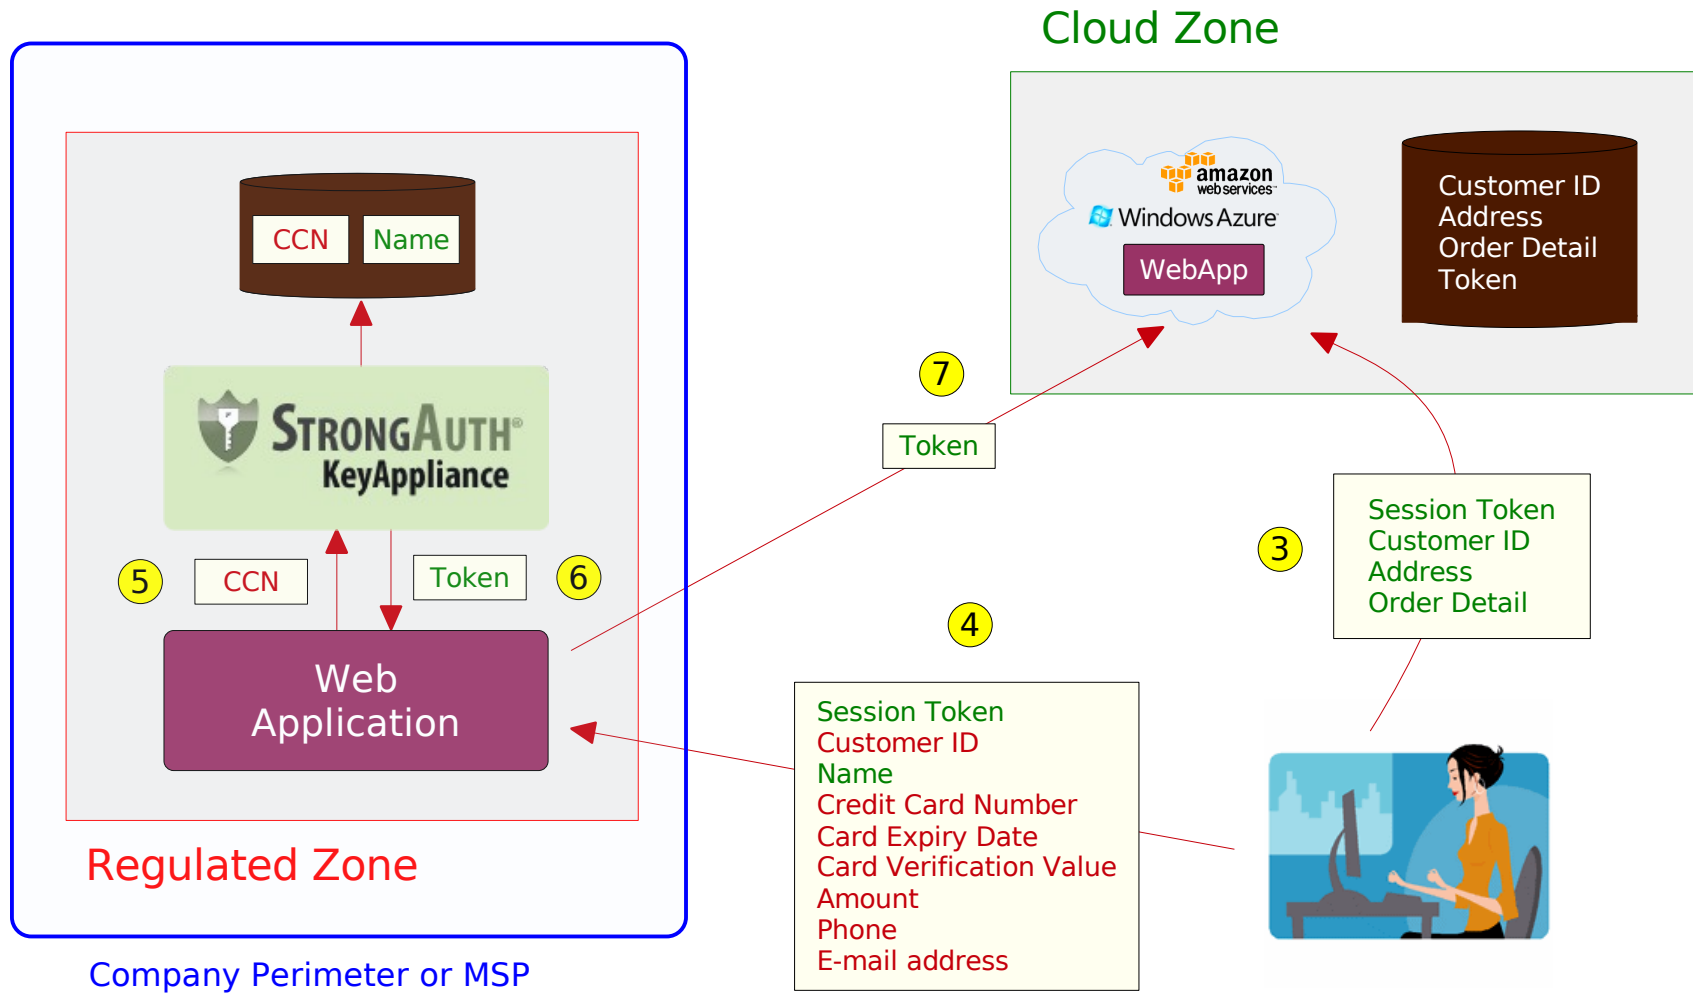 Cloud Zone
amazon
webservices™
Windows Azure
WebApp
Customer ID
Address
Order Detail
Token
CCN
Name
STRONGAUTH®
KeyAppliance
5
CCN
Token
6
Web
Application
Regulated Zone
Company Perimeter or MSP
7
Token
3
Session Token
Customer ID
Address
Order Detail
4
Session Token
Customer ID
Name
Credit Card Number
Card Expiry Date
Card Verification Value
Amount
Phone
E-mail address